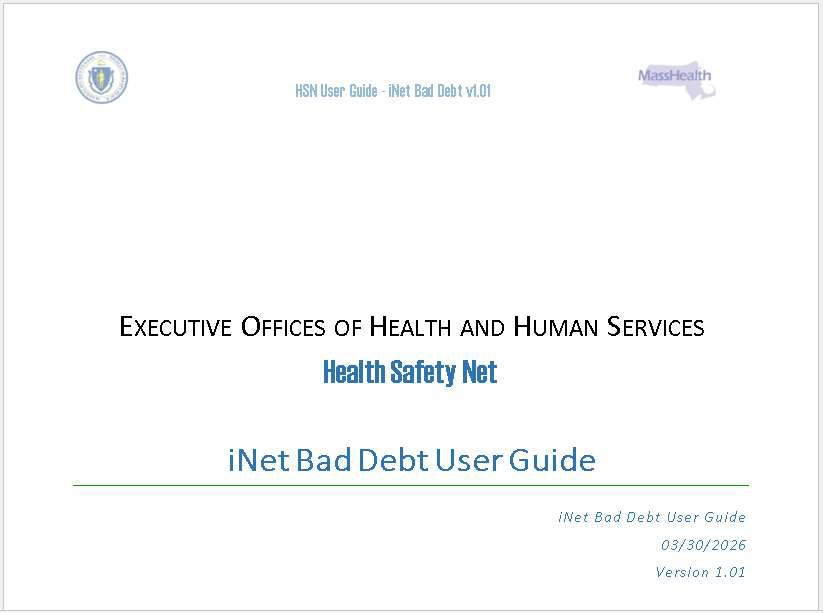 HSN User Guide - iNet Bad Debt v1.01
MassHealth
EXECUTIVE OFFICES OF HEALTH AND HUMAN SERVICES
Health Safety Net
iNet Bad Debt User Guide
iNet Bad Debt User Guide
03/30/2026
Version 1.01